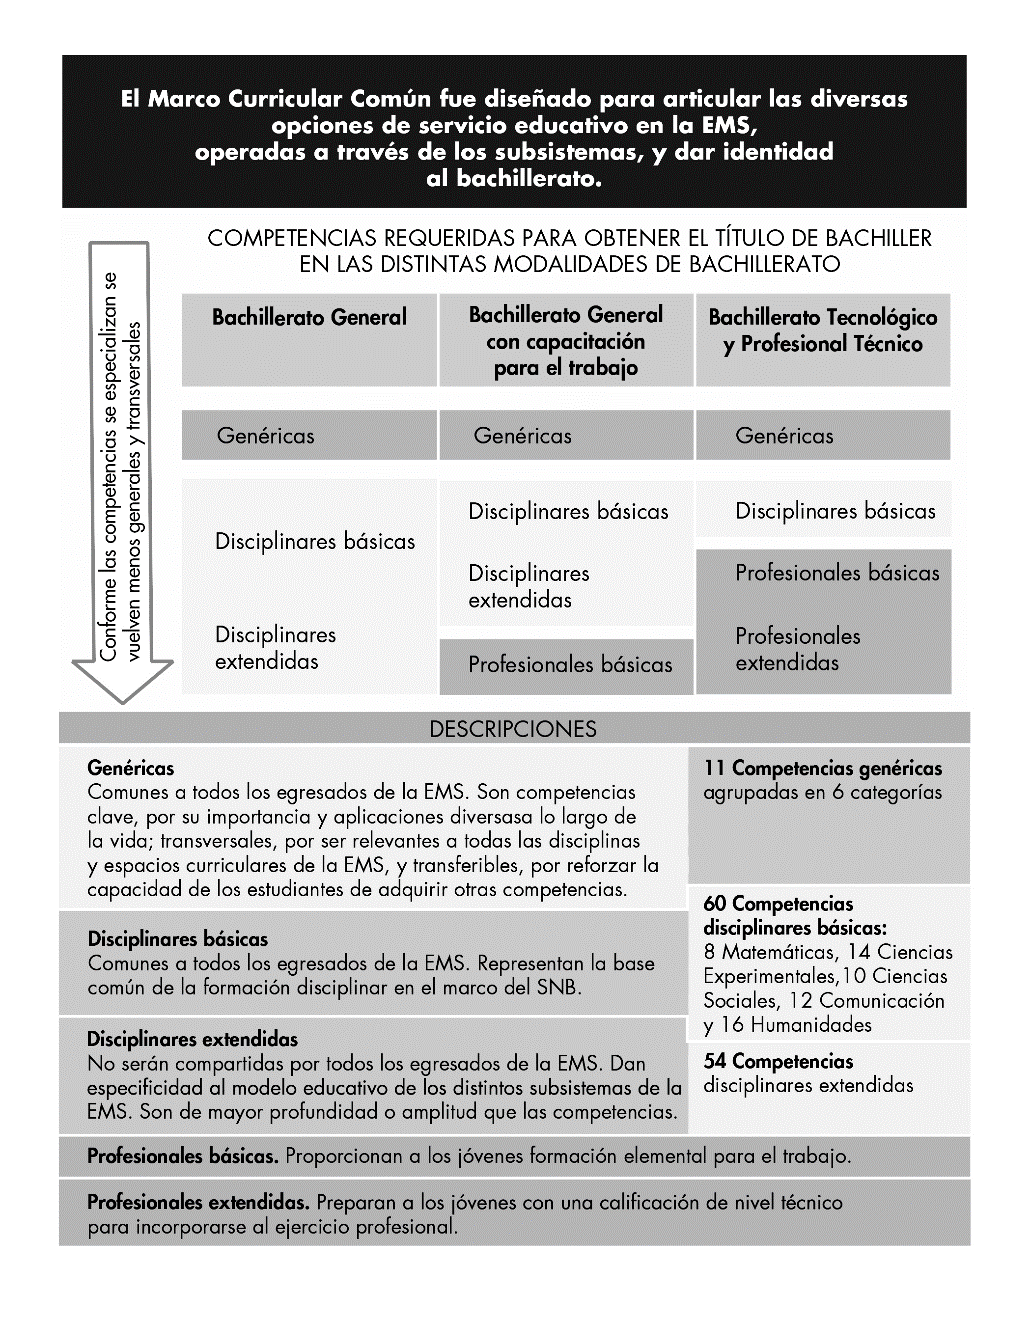 El Marco Curricular Común fue diseñado para articular las diversas
opciones de servicio educativo en la EMS,
operadas a través de los subsistemas, y dar identidad
al bachillerato.
Conforme las competencias se especializan se
vuelven menos generales y transversales
COMPETENCIAS REQUERIDAS PARA OBTENER EL TÍTULO DE BACHILLER
EN LAS DISTINTAS MODALIDADES DE BACHILLERATO
Bachillerato General
Bachillerato General
con capacitación
para el trabajo
Bachillerato Tecnológico
y Profesional Técnico
Genéricas
Genéricas
Genéricas
Disciplinares básicas
Disciplinares
extendidas
Disciplinares básicas
Disciplinares
extendidas
Profesionales básicas
Disciplinares básicas
Profesionales básicas
Profesionales
extendidas
DESCRIPCIONES
Genéricas
Comunes a todos los egresados de la EMS. Son competencias
clave, por su importancia y aplicaciones diversasa lo largo de
la vida; transversales, por ser relevantes a todas las disciplinas
y espacios curriculares de la EMS, y transferibles, por reforzar la
capacidad de los estudiantes de adquirir otras competencias.
11 Competencias genéricas
agrupadas en 6 categorías
Disciplinares básicas
Comunes a todos los egresados de la EMS. Representan la base
común de la formación disciplinar en el marco del SNB.
60 Competencias
disciplinares básicas:
8 Matemáticas, 14 Ciencias
Experimentales,10 Ciencias
Sociales, 12 Comunicación
y 16 Humanidades
Disciplinares extendidas
No serán compartidas por todos los egresados de la EMS. Dan
especificidad al modelo educativo de los distintos subsistemas de la
EMS. Son de mayor profundidad o amplitud que las competencias.
54 Competencias
disciplinares extendidas
Profesionales básicas. Proporcionan a los jóvenes formación elemental para el trabajo.
Profesionales extendidas. Preparan a los jóvenes con una calificación de nivel técnico
para incorporarse al ejercicio profesional.